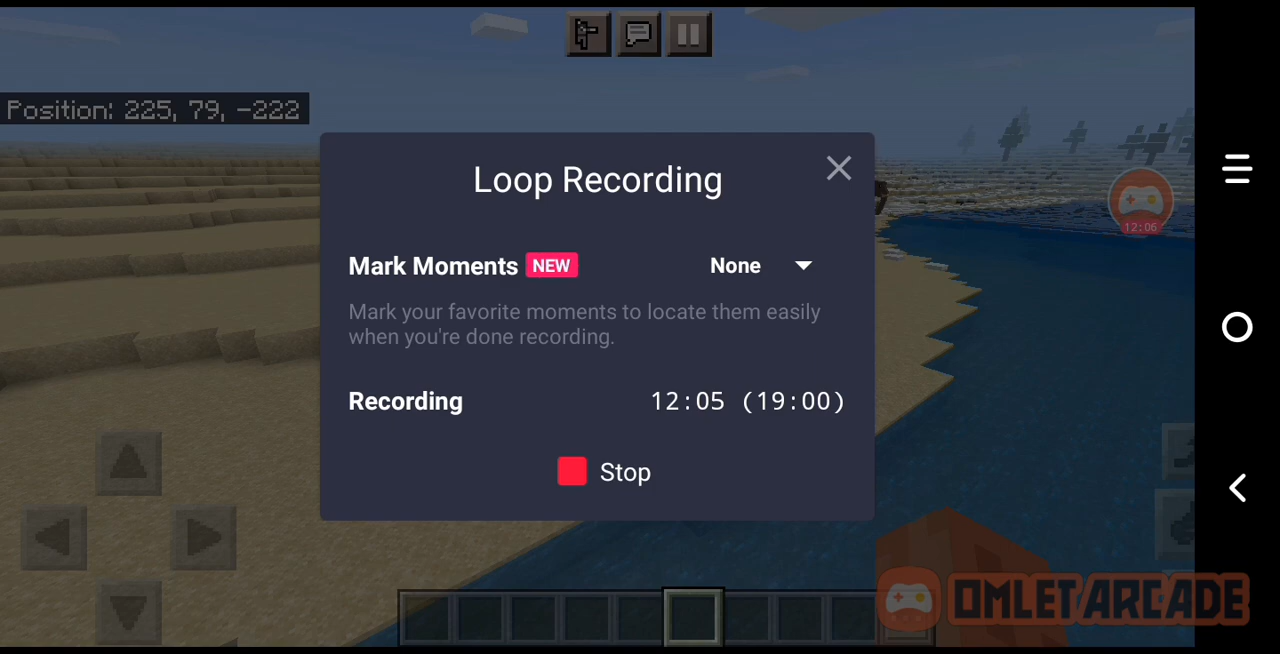 Position: 225, 79, -222
Loop Recording
Mark Moments NEW
None
Mark your favorite moments to locate them easily
when you're done recording.
Recording
12:05 (19:00)
Stop
12:06
OMLET ARCADE